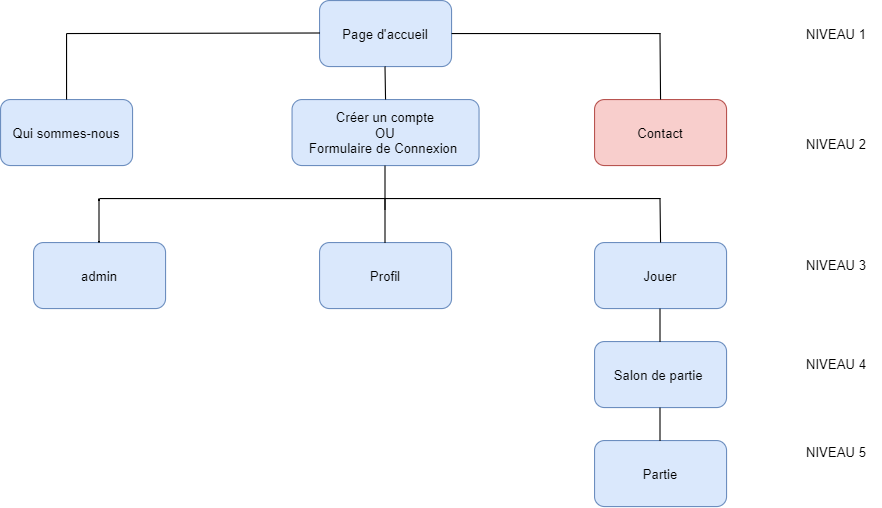 Page d'accueil
NIVEAU 1
Qui sommes-nous
Créer un compte
OU
Formulaire de Connexion
Contact
NIVEAU 2
admin
Profil
Jouer
NIVEAU 3
Salon de partie
NIVEAU 4
Partie
NIVEAU 5